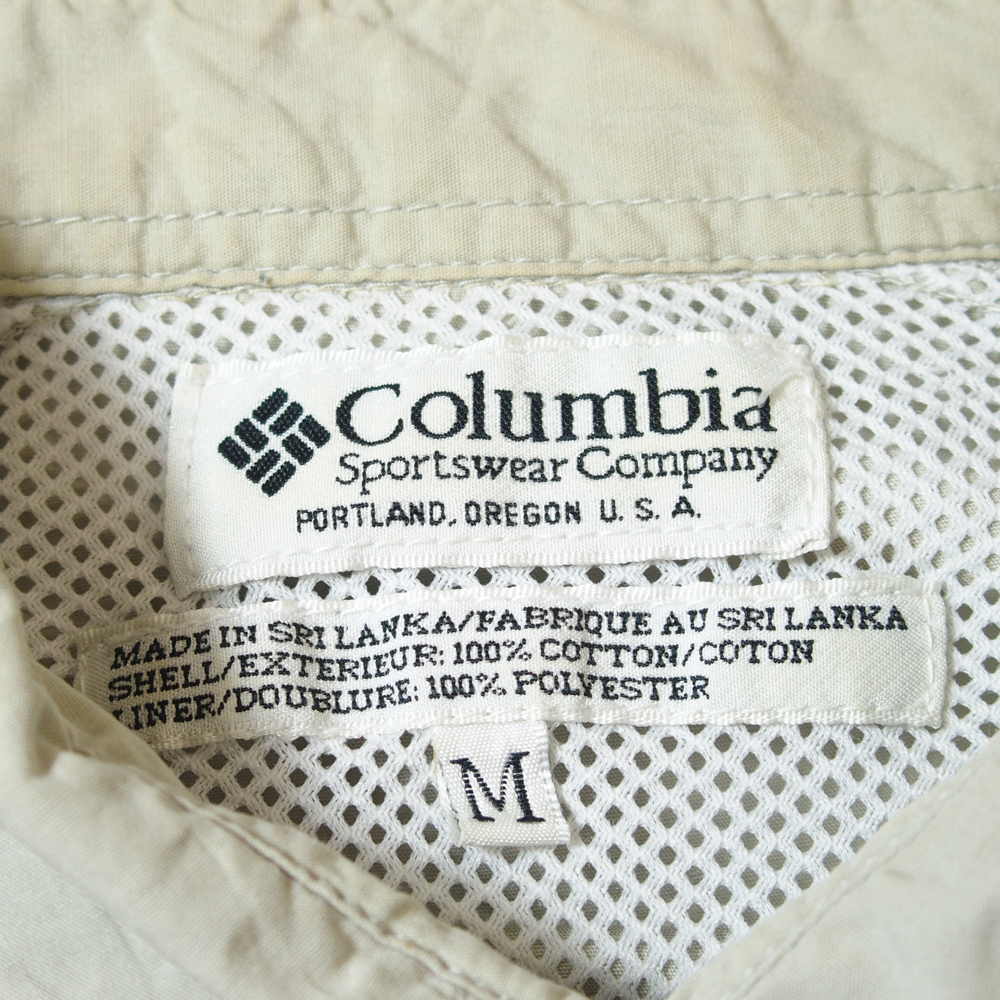 Columbia
Sportswear Company
PORTLAND, OREGON U. S. A.
MADE IN SRI LANKA/FABRIQUE AU SRI LANKA
SHELL/EXTERIEUR: 100% COTTON/COTON
LINER/DOUBLURE: 100% POLYESTER
M